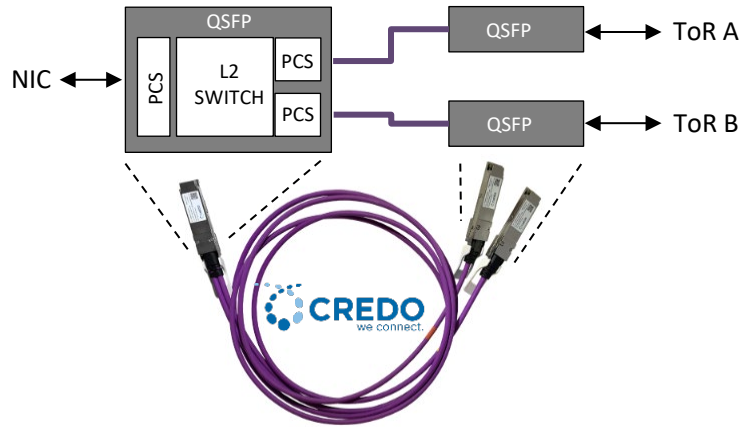 QSFP
PCS
L2
SWITCH
PCS
PCS
NIC
QSFP
ToR A
QSFP
ToR B
CREDO
we connect.